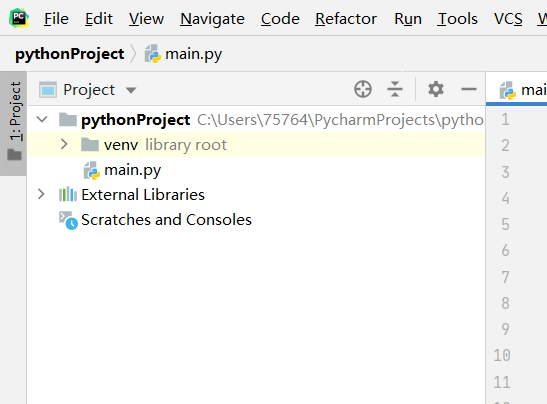 PC File Edit View Navigate Code Refactor Run Tools VCS W
pythonProject main.py
1: Project
Project
mai
pythonProject C:\Users\75764\PycharmProjects\pytho
venv library root
main.py
External Libraries
Scratches and Consoles
1
2
3
4
5
6
7
8
9
10
11